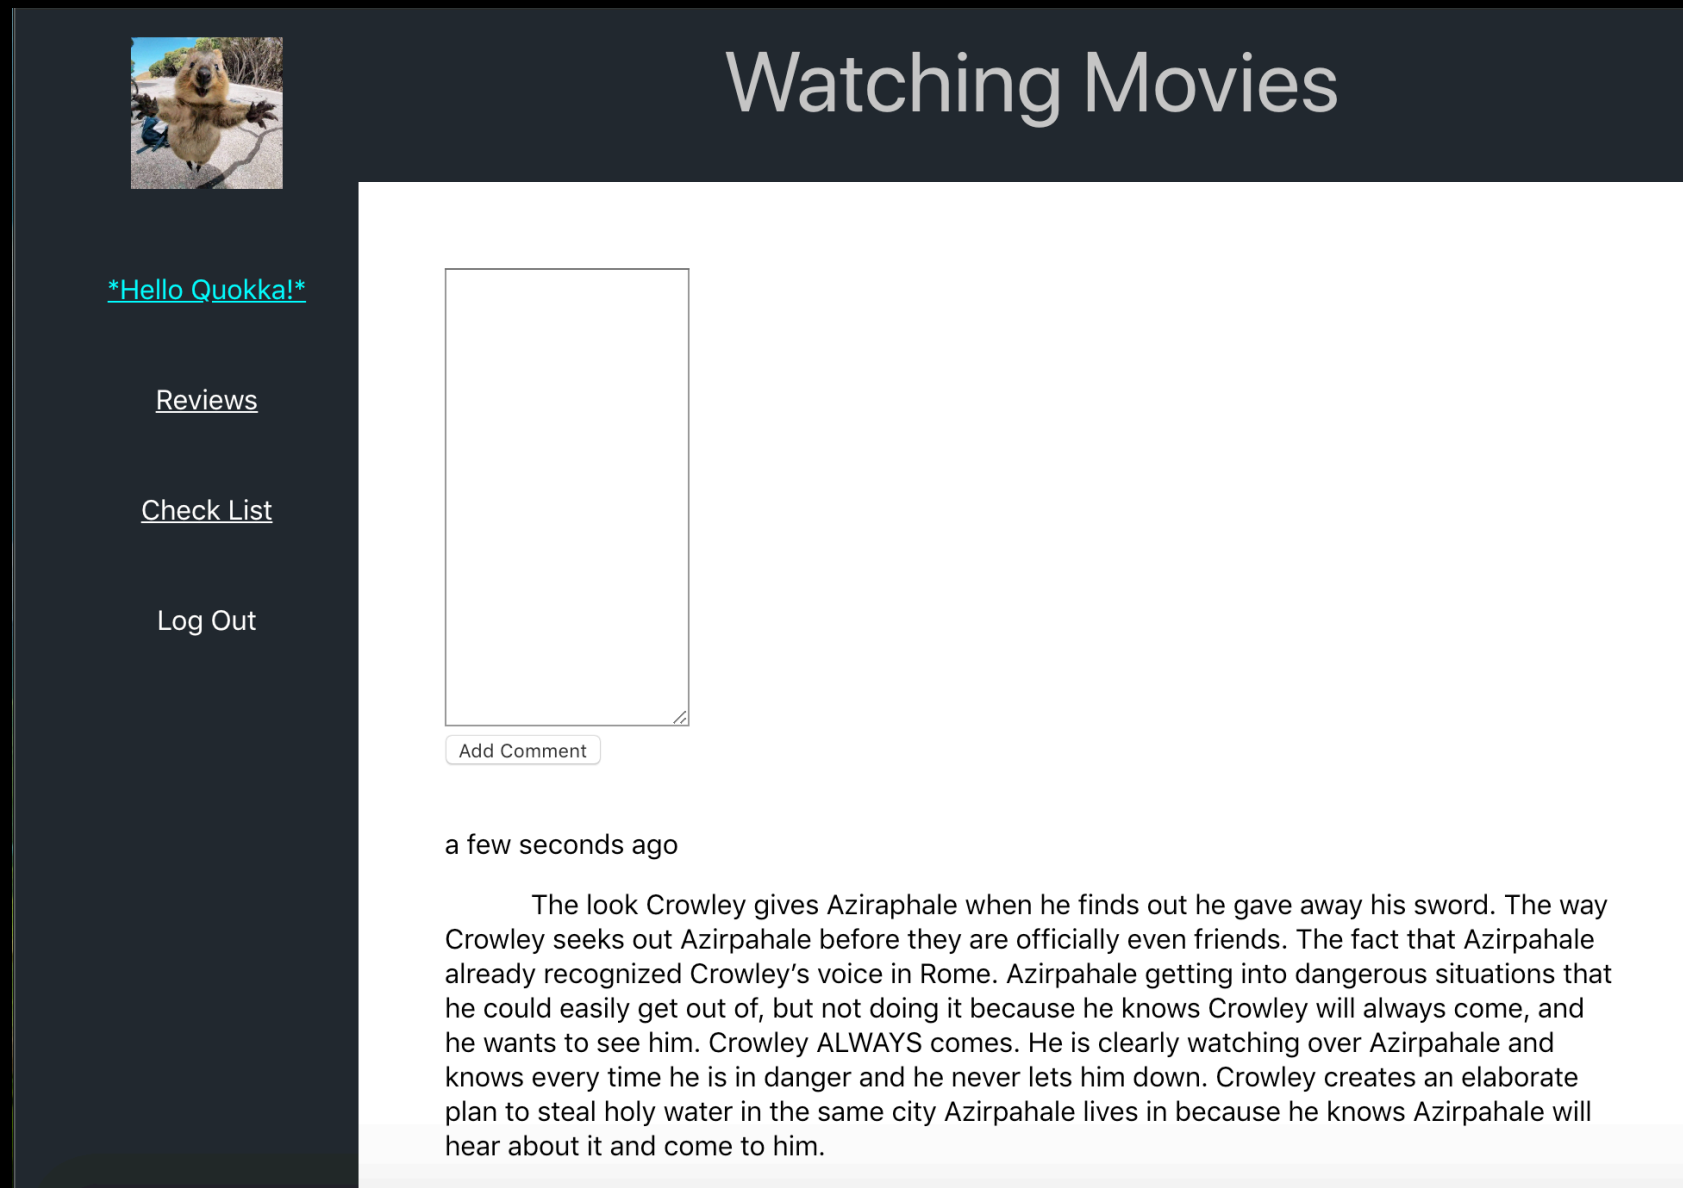 Watching Movies
*Hello Quokka!*
Reviews
Check List
Log Out
Add Comment
a few seconds ago
The look Crowley gives Aziraphale when he finds out he gave away his sword. The way
Crowley seeks out Azirpahale before they are officially even friends. The fact that Azirpahale
already recognized Crowley’s voice in Rome. Azirpahale getting into dangerous situations that
he could easily get out of, but not doing it because he knows Crowley will always come, and
he wants to see him. Crowley ALWAYS comes. He is clearly watching over Azirpahale and
knows every time he is in danger and he never lets him down. Crowley creates an elaborate
plan to steal holy water in the same city Azirpahale lives in because he knows Azirpahale will
hear about it and come to him.